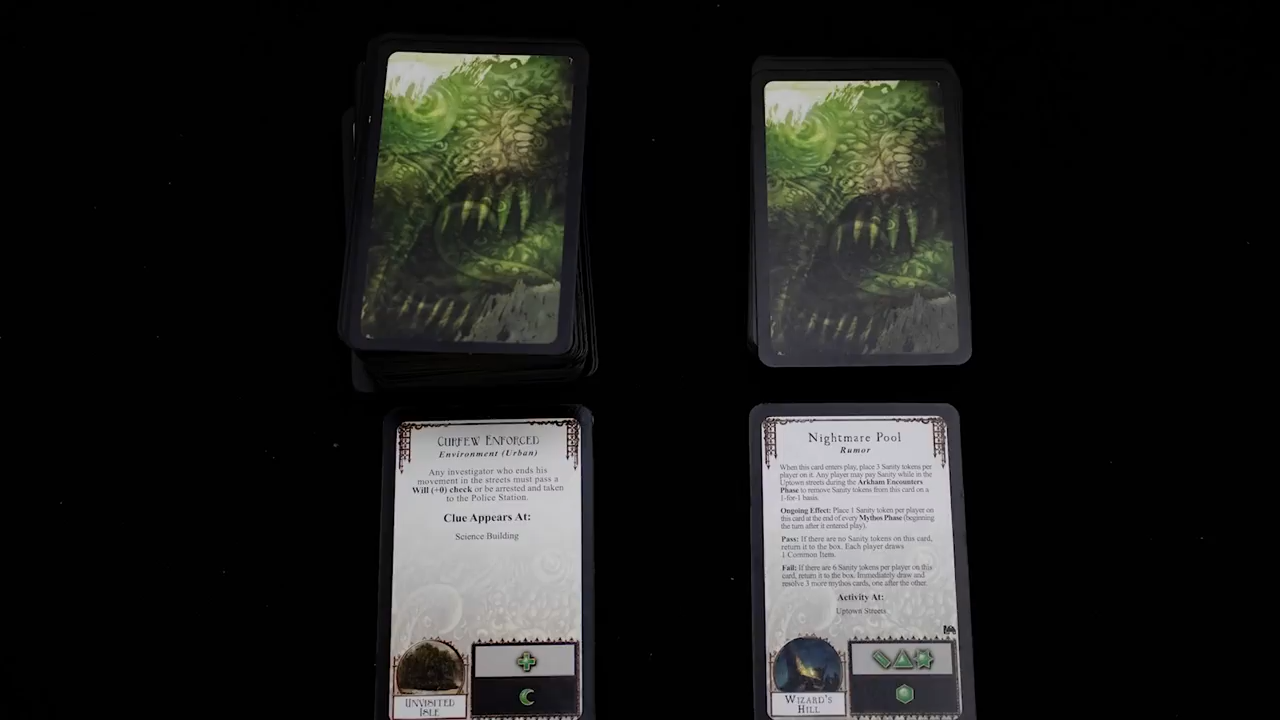 Curfew Enforced
Environment (Urban)
Any investigator who ends his
movement in the streets must pass a
Will (+0) check or be arrested and taken
to the Police Station.
Clue Appears At:
Science Building
Unvisited
Isle
Nightmare Pool
Rumor
When this card enters play, place 3 Sanity tokens per
player on it. Any player may pay Sanity while in the
Uptown streets during the Arkham Encounters
Phase to remove Sanity tokens from this card on a
1-for-1 basis.
Ongoing Effect: Place 1 Sanity token per player on
this card at the end of every Mythos Phase (beginning
the turn after it entered play).
Pass: If there are no Sanity tokens on this card,
return it to the box. Each player draws
1 Common Item.
Fail: If there are 6 Sanity tokens per player on this
card, return it to the box. Immediately draw and
resolve 3 more mythos cards, one after the other.
Activity At:
Uptown Streets
Wizard's
Hill